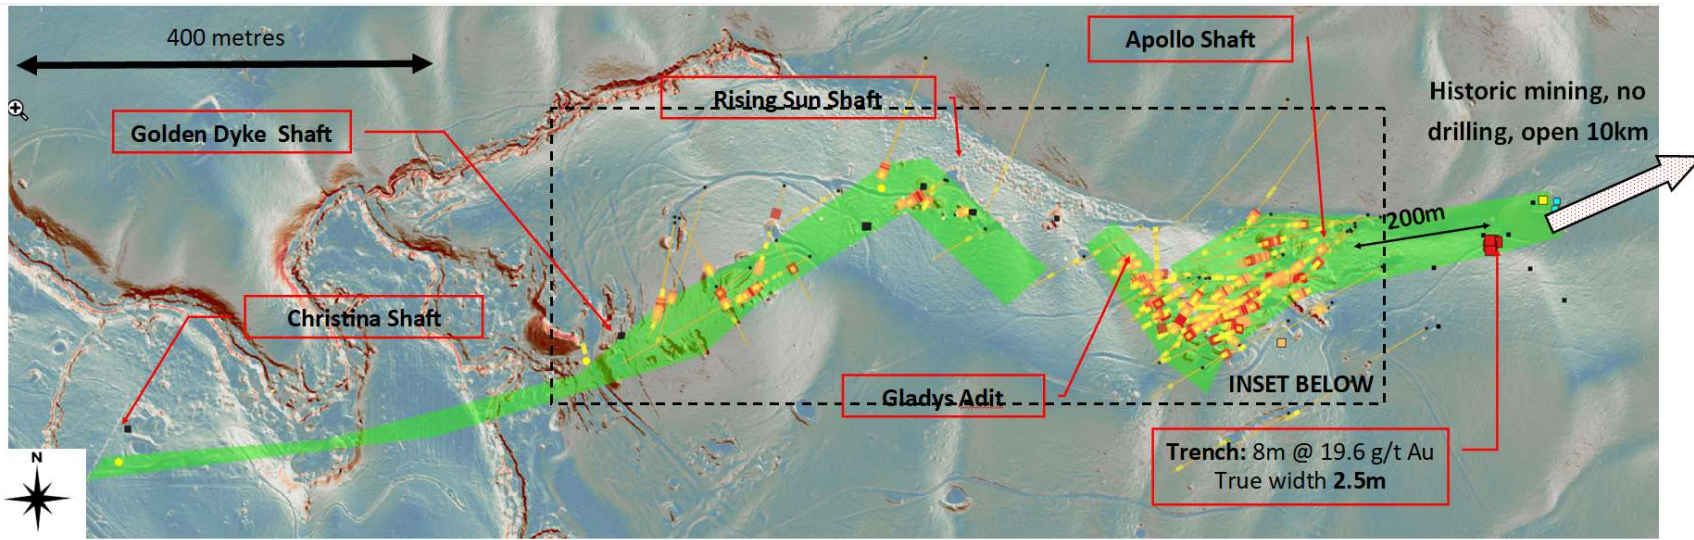 400 metres
Apollo Shaft
Rising Sun Shaft
Historic mining, no
drilling, open 10km
Golden Dyke Shaft
200m
Christina Shaft
INSET BELOW
Gladys Adit
Trench: 8m @ 19.6 g/t Au
True width 2.5m
N